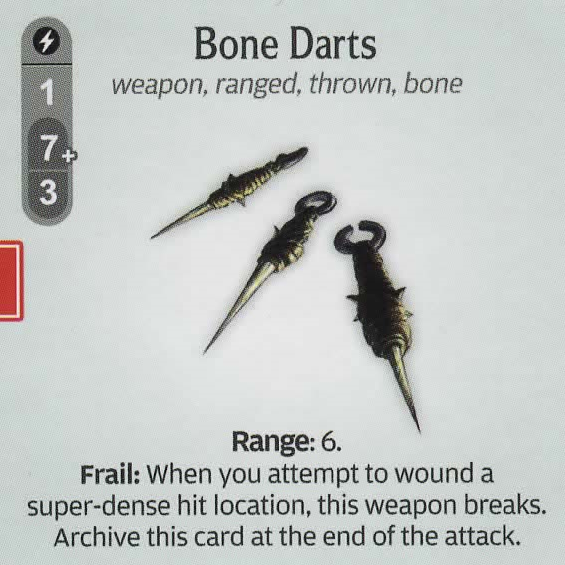 Bone Darts
weapon, ranged, thrown, bone
1
7+
3
Range: 6.
Frail: When you attempt to wound a
super-dense hit location, this weapon breaks.
Archive this card at the end of the attack.